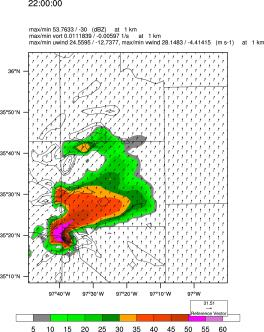 22:00:00
max/min 53.7633 / -30 (dBZ) at 1 km
max/min vort 0.0111839 / -0.00597 1/s at 1 km
max/min uwind 24.5595 / -12.7377, max/min vwind 28.1483 / -4.41415 (m s-1) at 1 km
36°N
35°50'N
35°40'N
35°30'N
35°20'N
35°10'N
97°40'W 97°30'W 97°20'W 97°10'W 97°W
31.51
Reference Vector
5 10 15 20 25 30 35 40 45 50 55 60